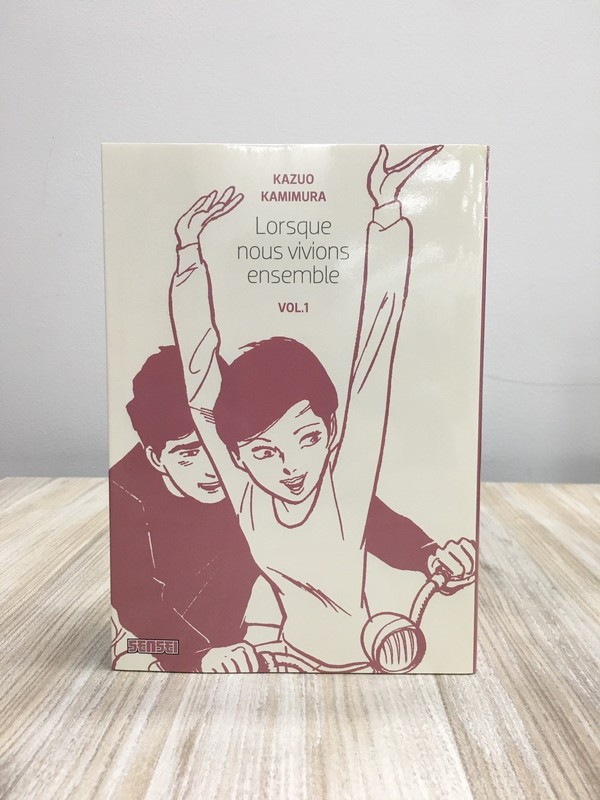 KAZUO
KAMIMURA
Lorsque
nous vivions
ensemble
VOL.1
SENSEI